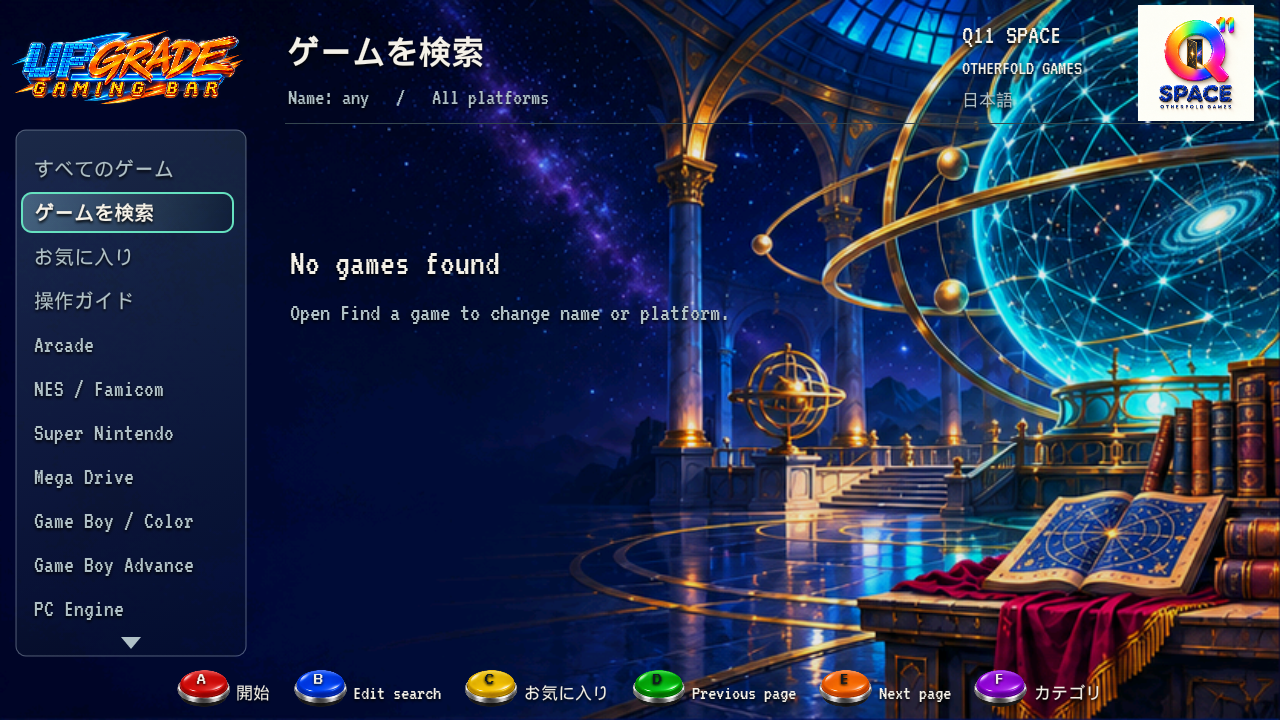 UPGRADE
GAMING BAR
ゲームを検索
Name: any / All platforms
Q11 SPACE
OTHERFOLD GAMES
日本語
Q11
SPACE
OTHERFOLD GAMES
すべてのゲーム
ゲームを検索
お気に入り
操作ガイド
Arcade
NES / Famicom
Super Nintendo
Mega Drive
Game Boy / Color
Game Boy Advance
PC Engine
No games found
Open Find a game to change name or platform.
A 開始 B Edit search C お気に入り D Previous page E Next page F カテゴリ